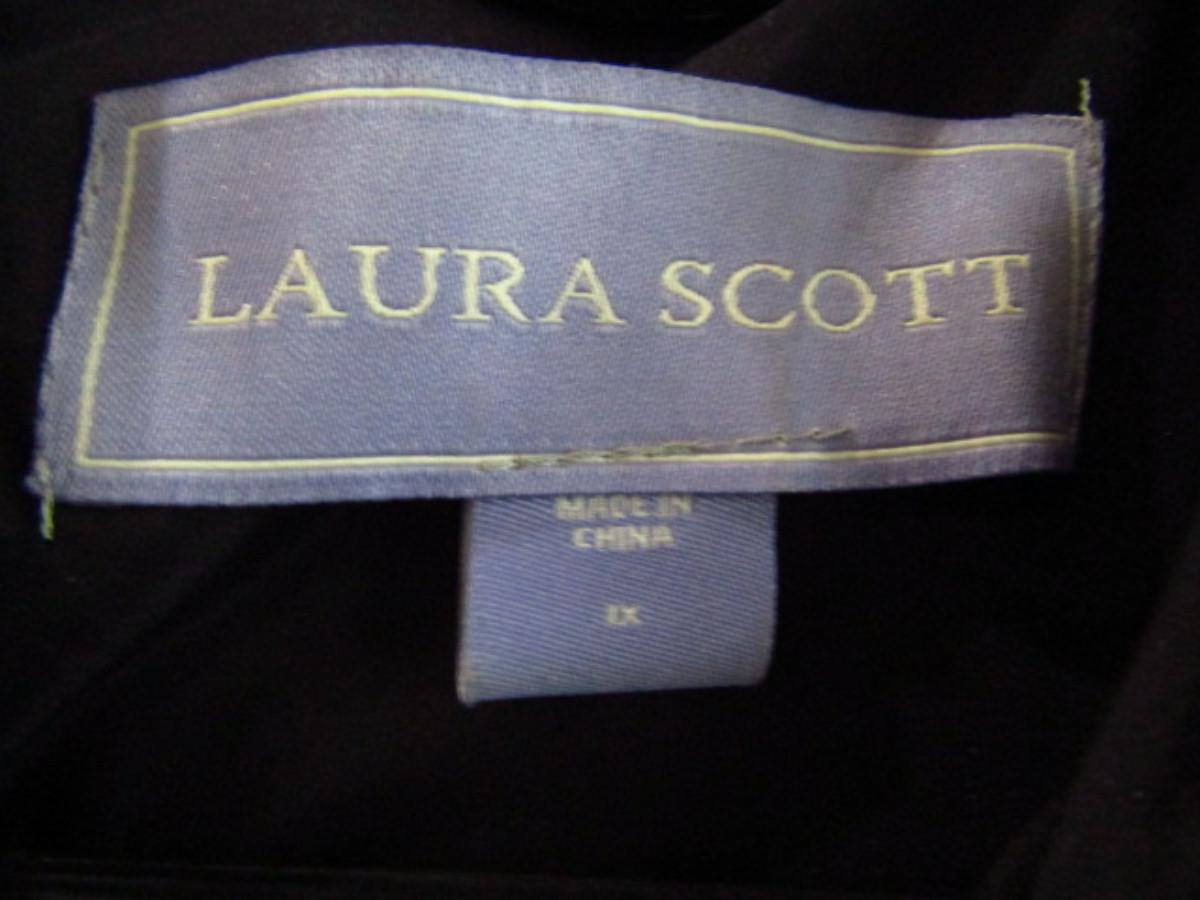 LAURA SCOTT
MADE IN
CHINA
1X